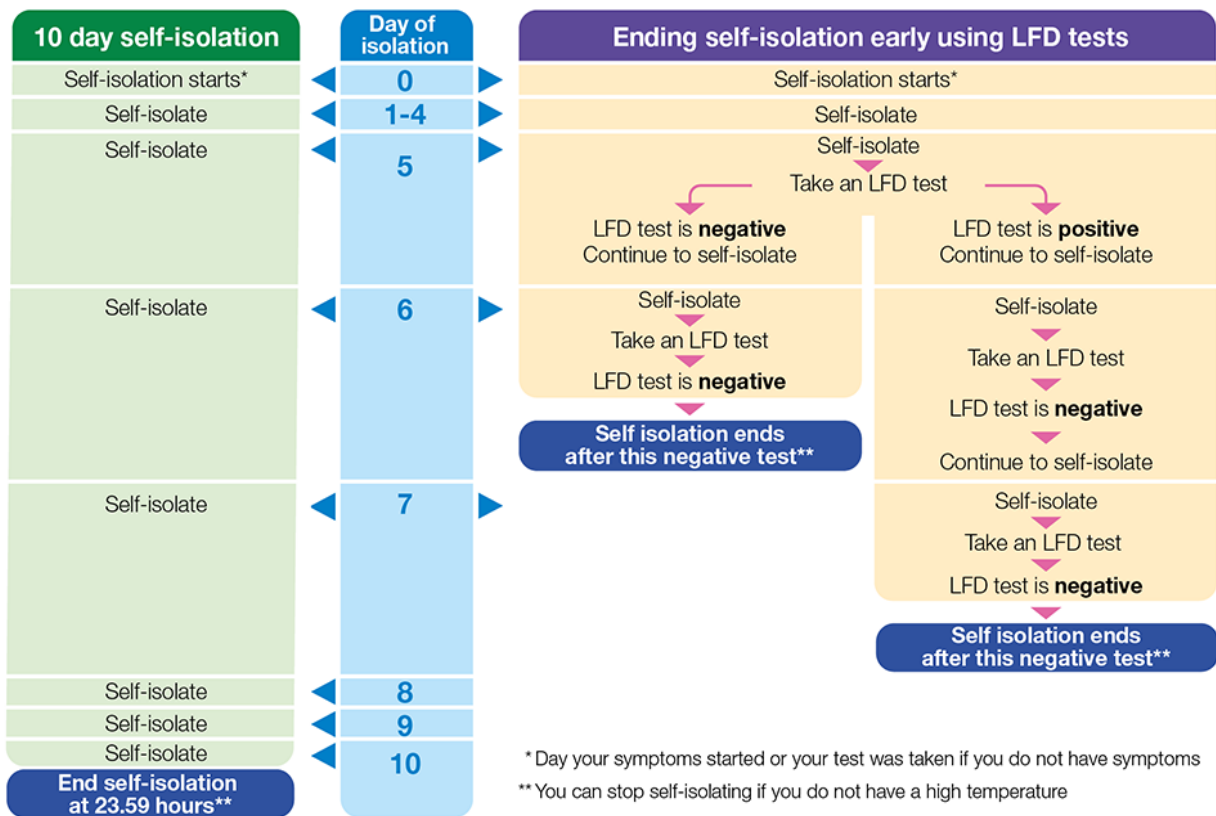 10 day self-isolation
Day of
isolation
Ending self-isolation early using LFD tests
Self-isolation starts*
0
Self-isolation starts*
Self-isolate
1-4
Self-isolate
Self-isolate
5
Self-isolate
Take an LFD test
LFD test is negative
Continue to self-isolate
LFD test is positive
Continue to self-isolate
Self-isolate
6
Self-isolate
Take an LFD test
LFD test is negative
Self isolation ends
after this negative test**
Self-isolate
Take an LFD test
LFD test is negative
Continue to self-isolate
Self-isolate
7
Self-isolate
Take an LFD test
LFD test is negative
Self isolation ends
after this negative test**
Self-isolate
8
Self-isolate
9
Self-isolate
10
End self-isolation
at 23.59 hours**
* Day your symptoms started or your test was taken if you do not have symptoms
** You can stop self-isolating if you do not have a high temperature